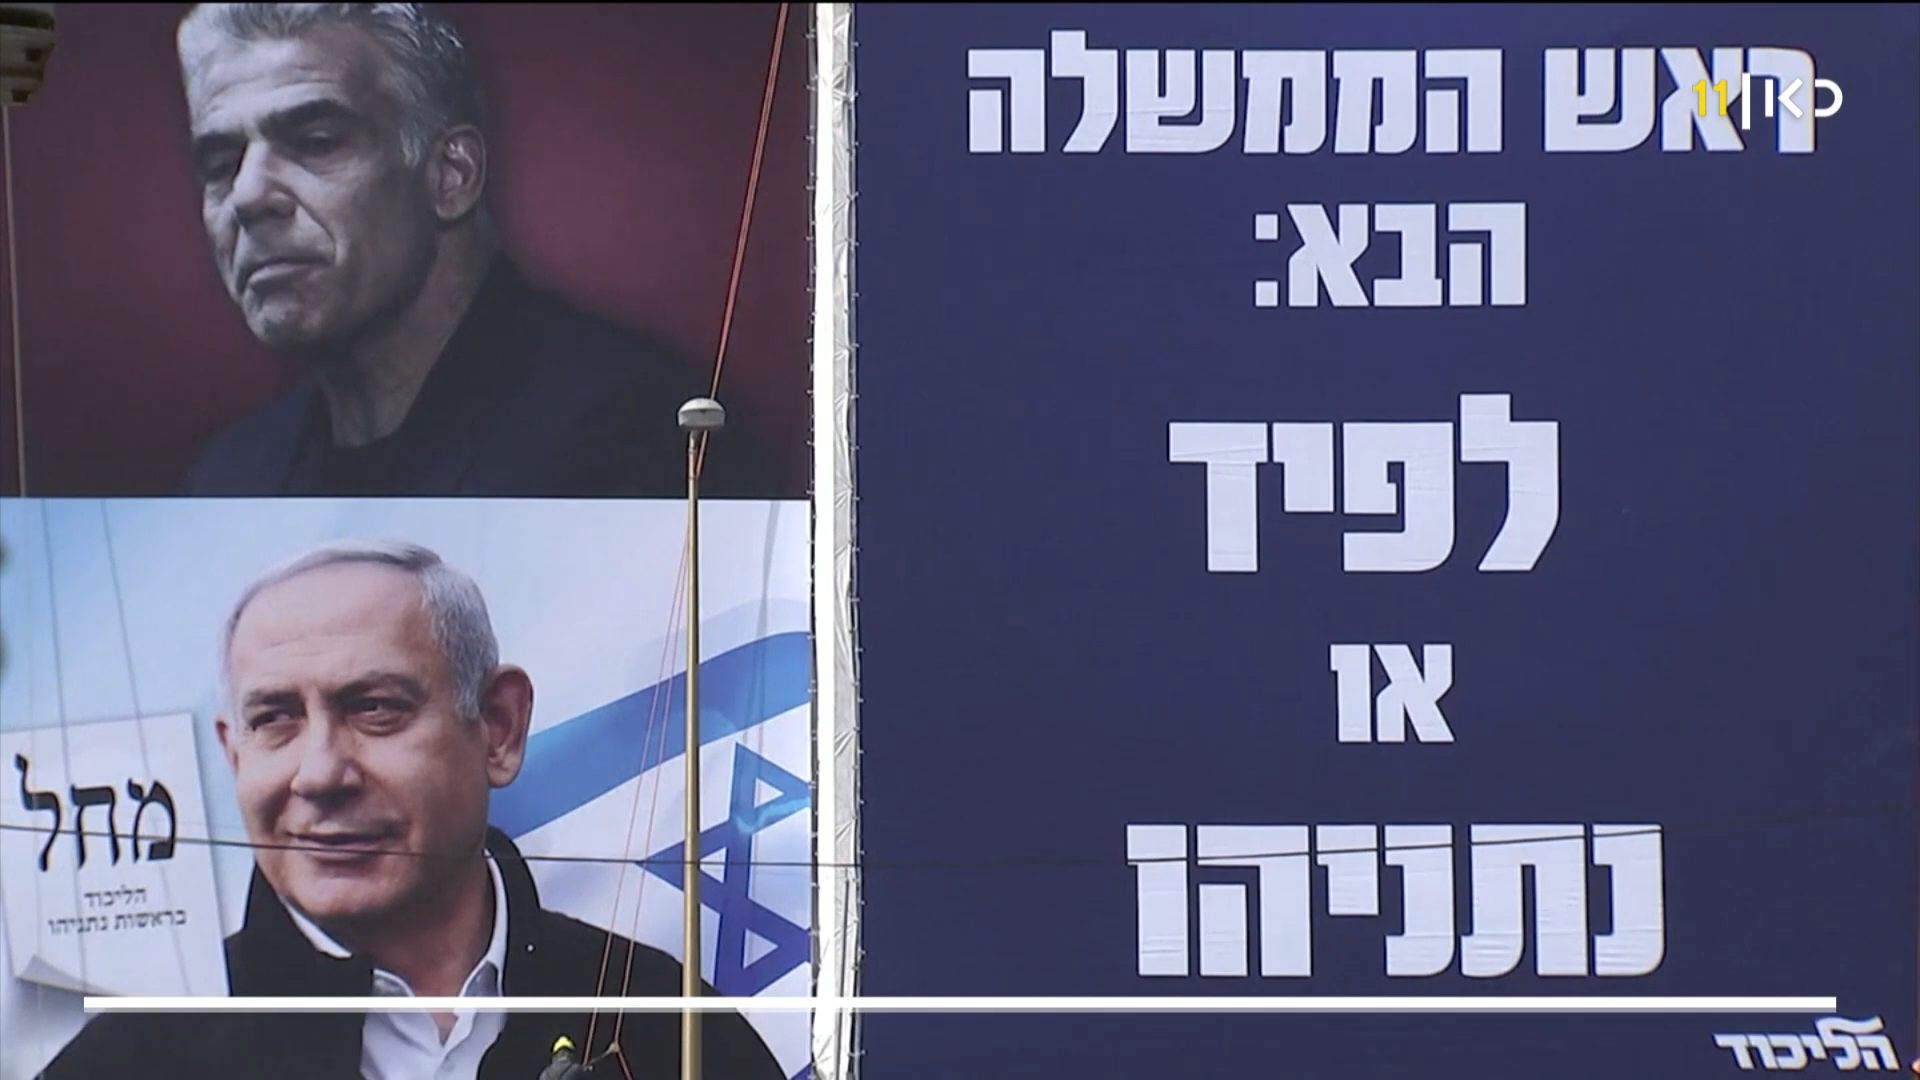 ראש הממשלה
הבא:
לפיד
או
נתניהו
הליכוד
מחל
הליכוד
בראשות נתניהו
כאן 11